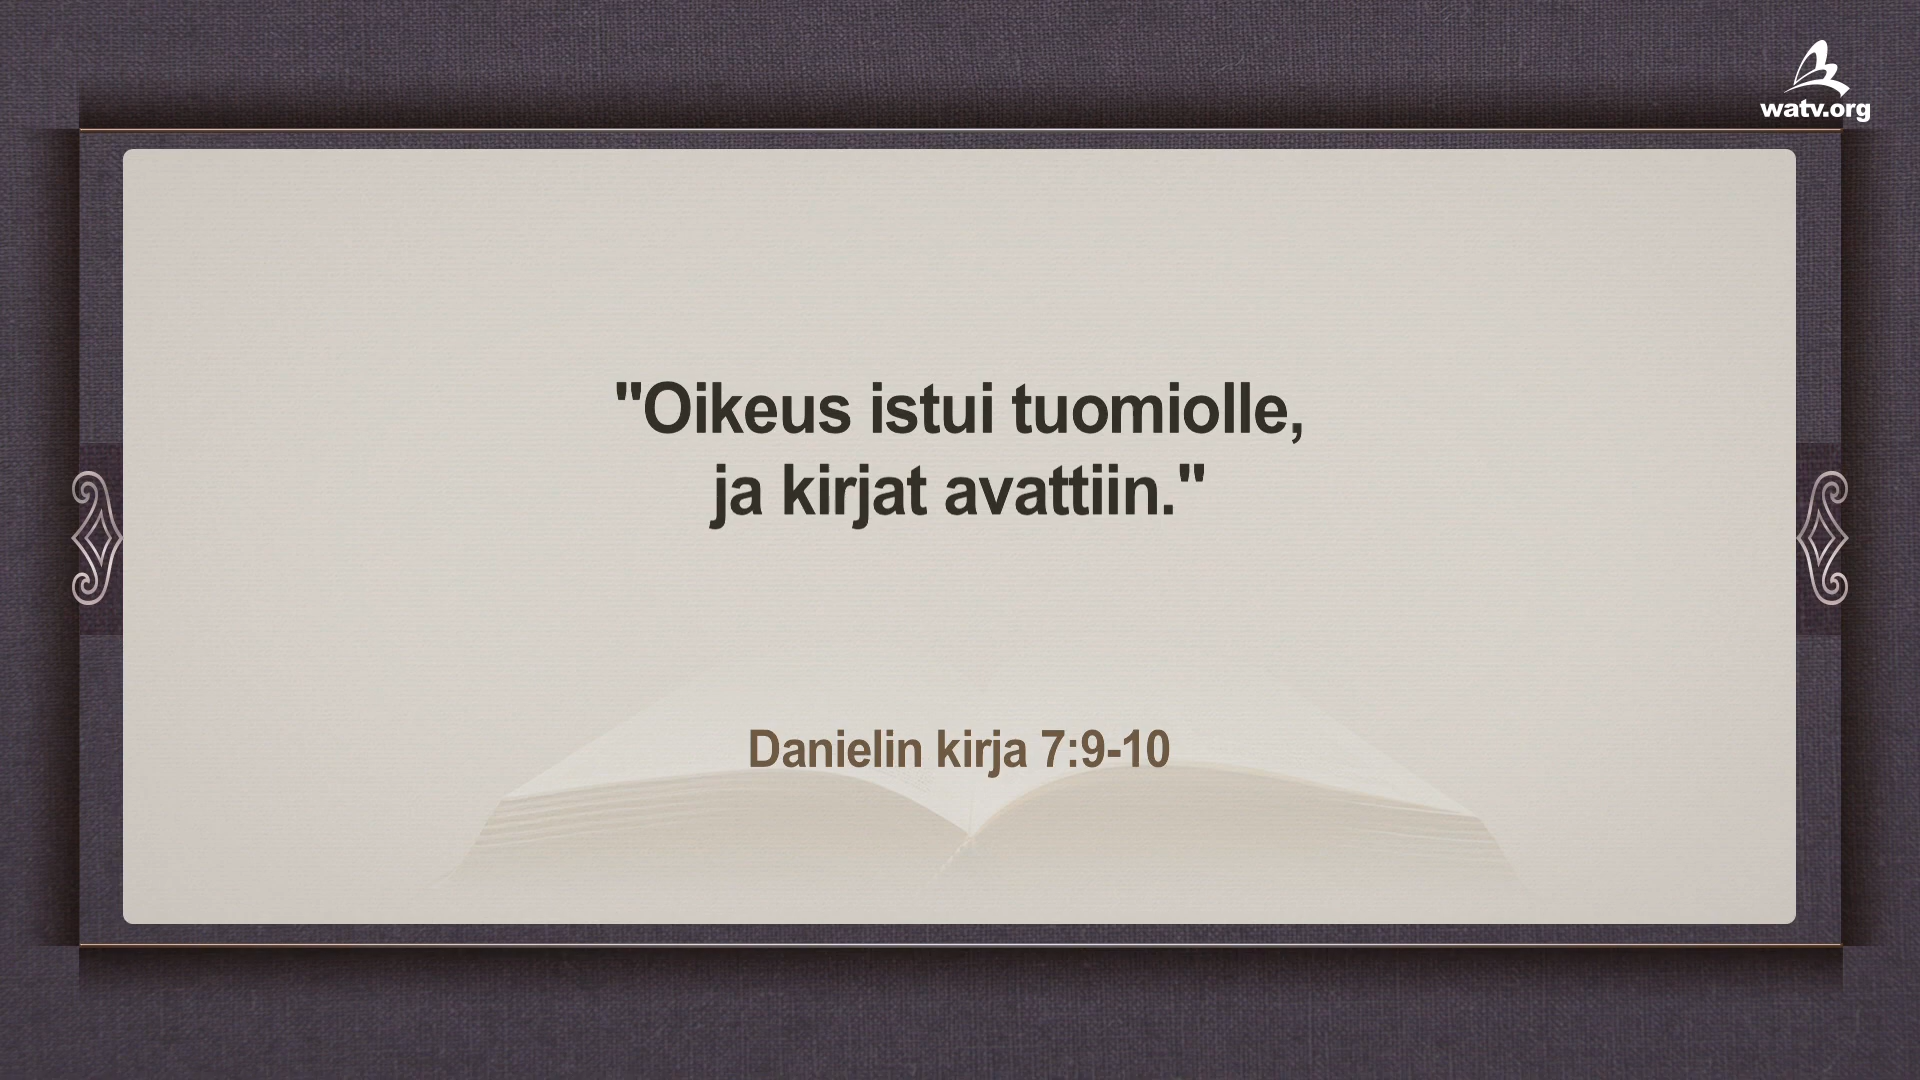 watv.org
"Oikeus istui tuomiolle,
ja kirjat avattiin."
Danielin kirja 7:9-10